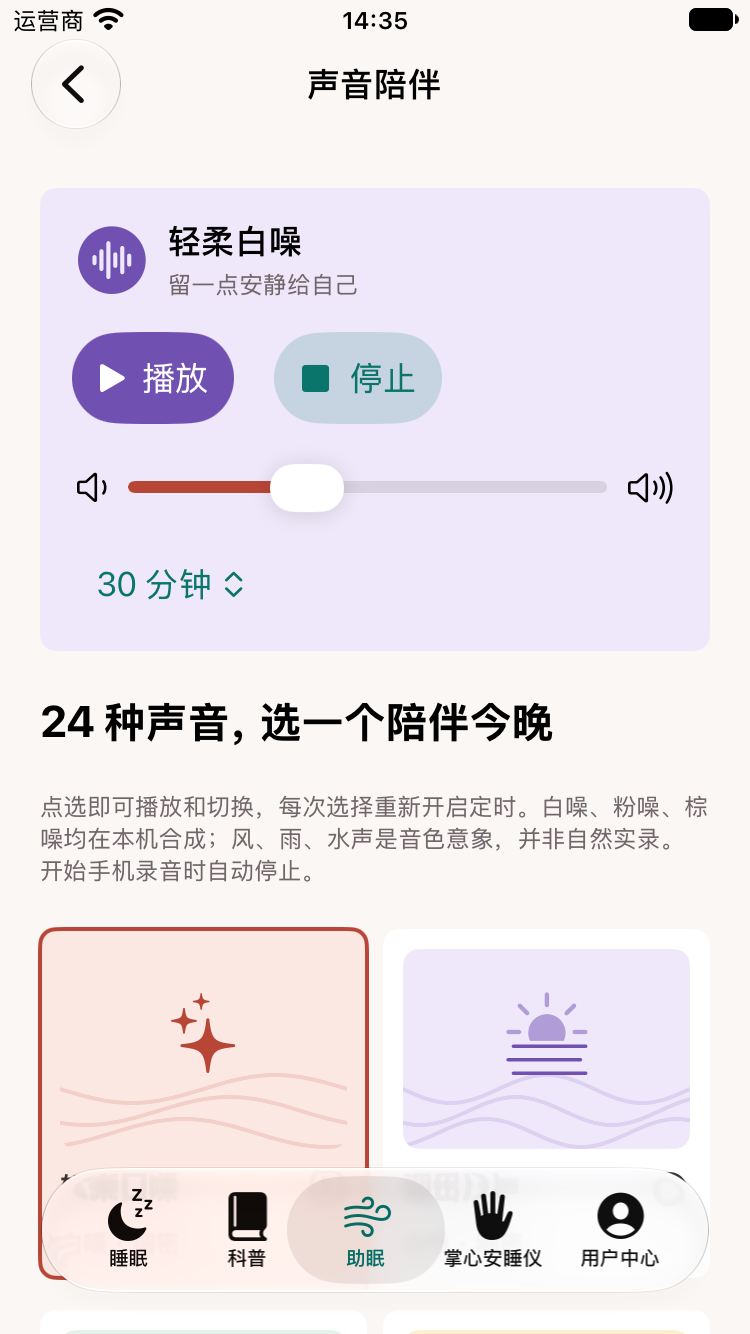 运营商
14:35
声音陪伴
轻柔白噪
留一点安静给自己
播放
停止
30 分钟
24 种声音，选一个陪伴今晚
点选即可播放和切换，每次选择重新开启定时。白噪、粉噪、棕
噪均在本机合成；风、雨、水声是音色意象，并非自然实录。
开始手机录音时自动停止。
睡眠
科普
助眠
掌心安睡仪
用户中心